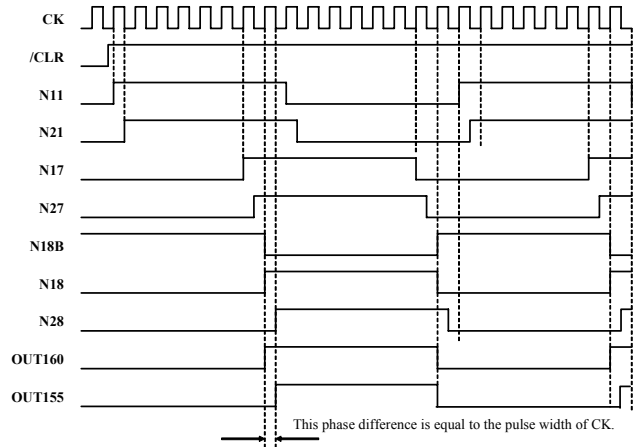 CK
/CLR
N11
N21
N17
N27
N18B
N18
N28
OUT160
OUT155
This phase difference is equal to the pulse width of CK.